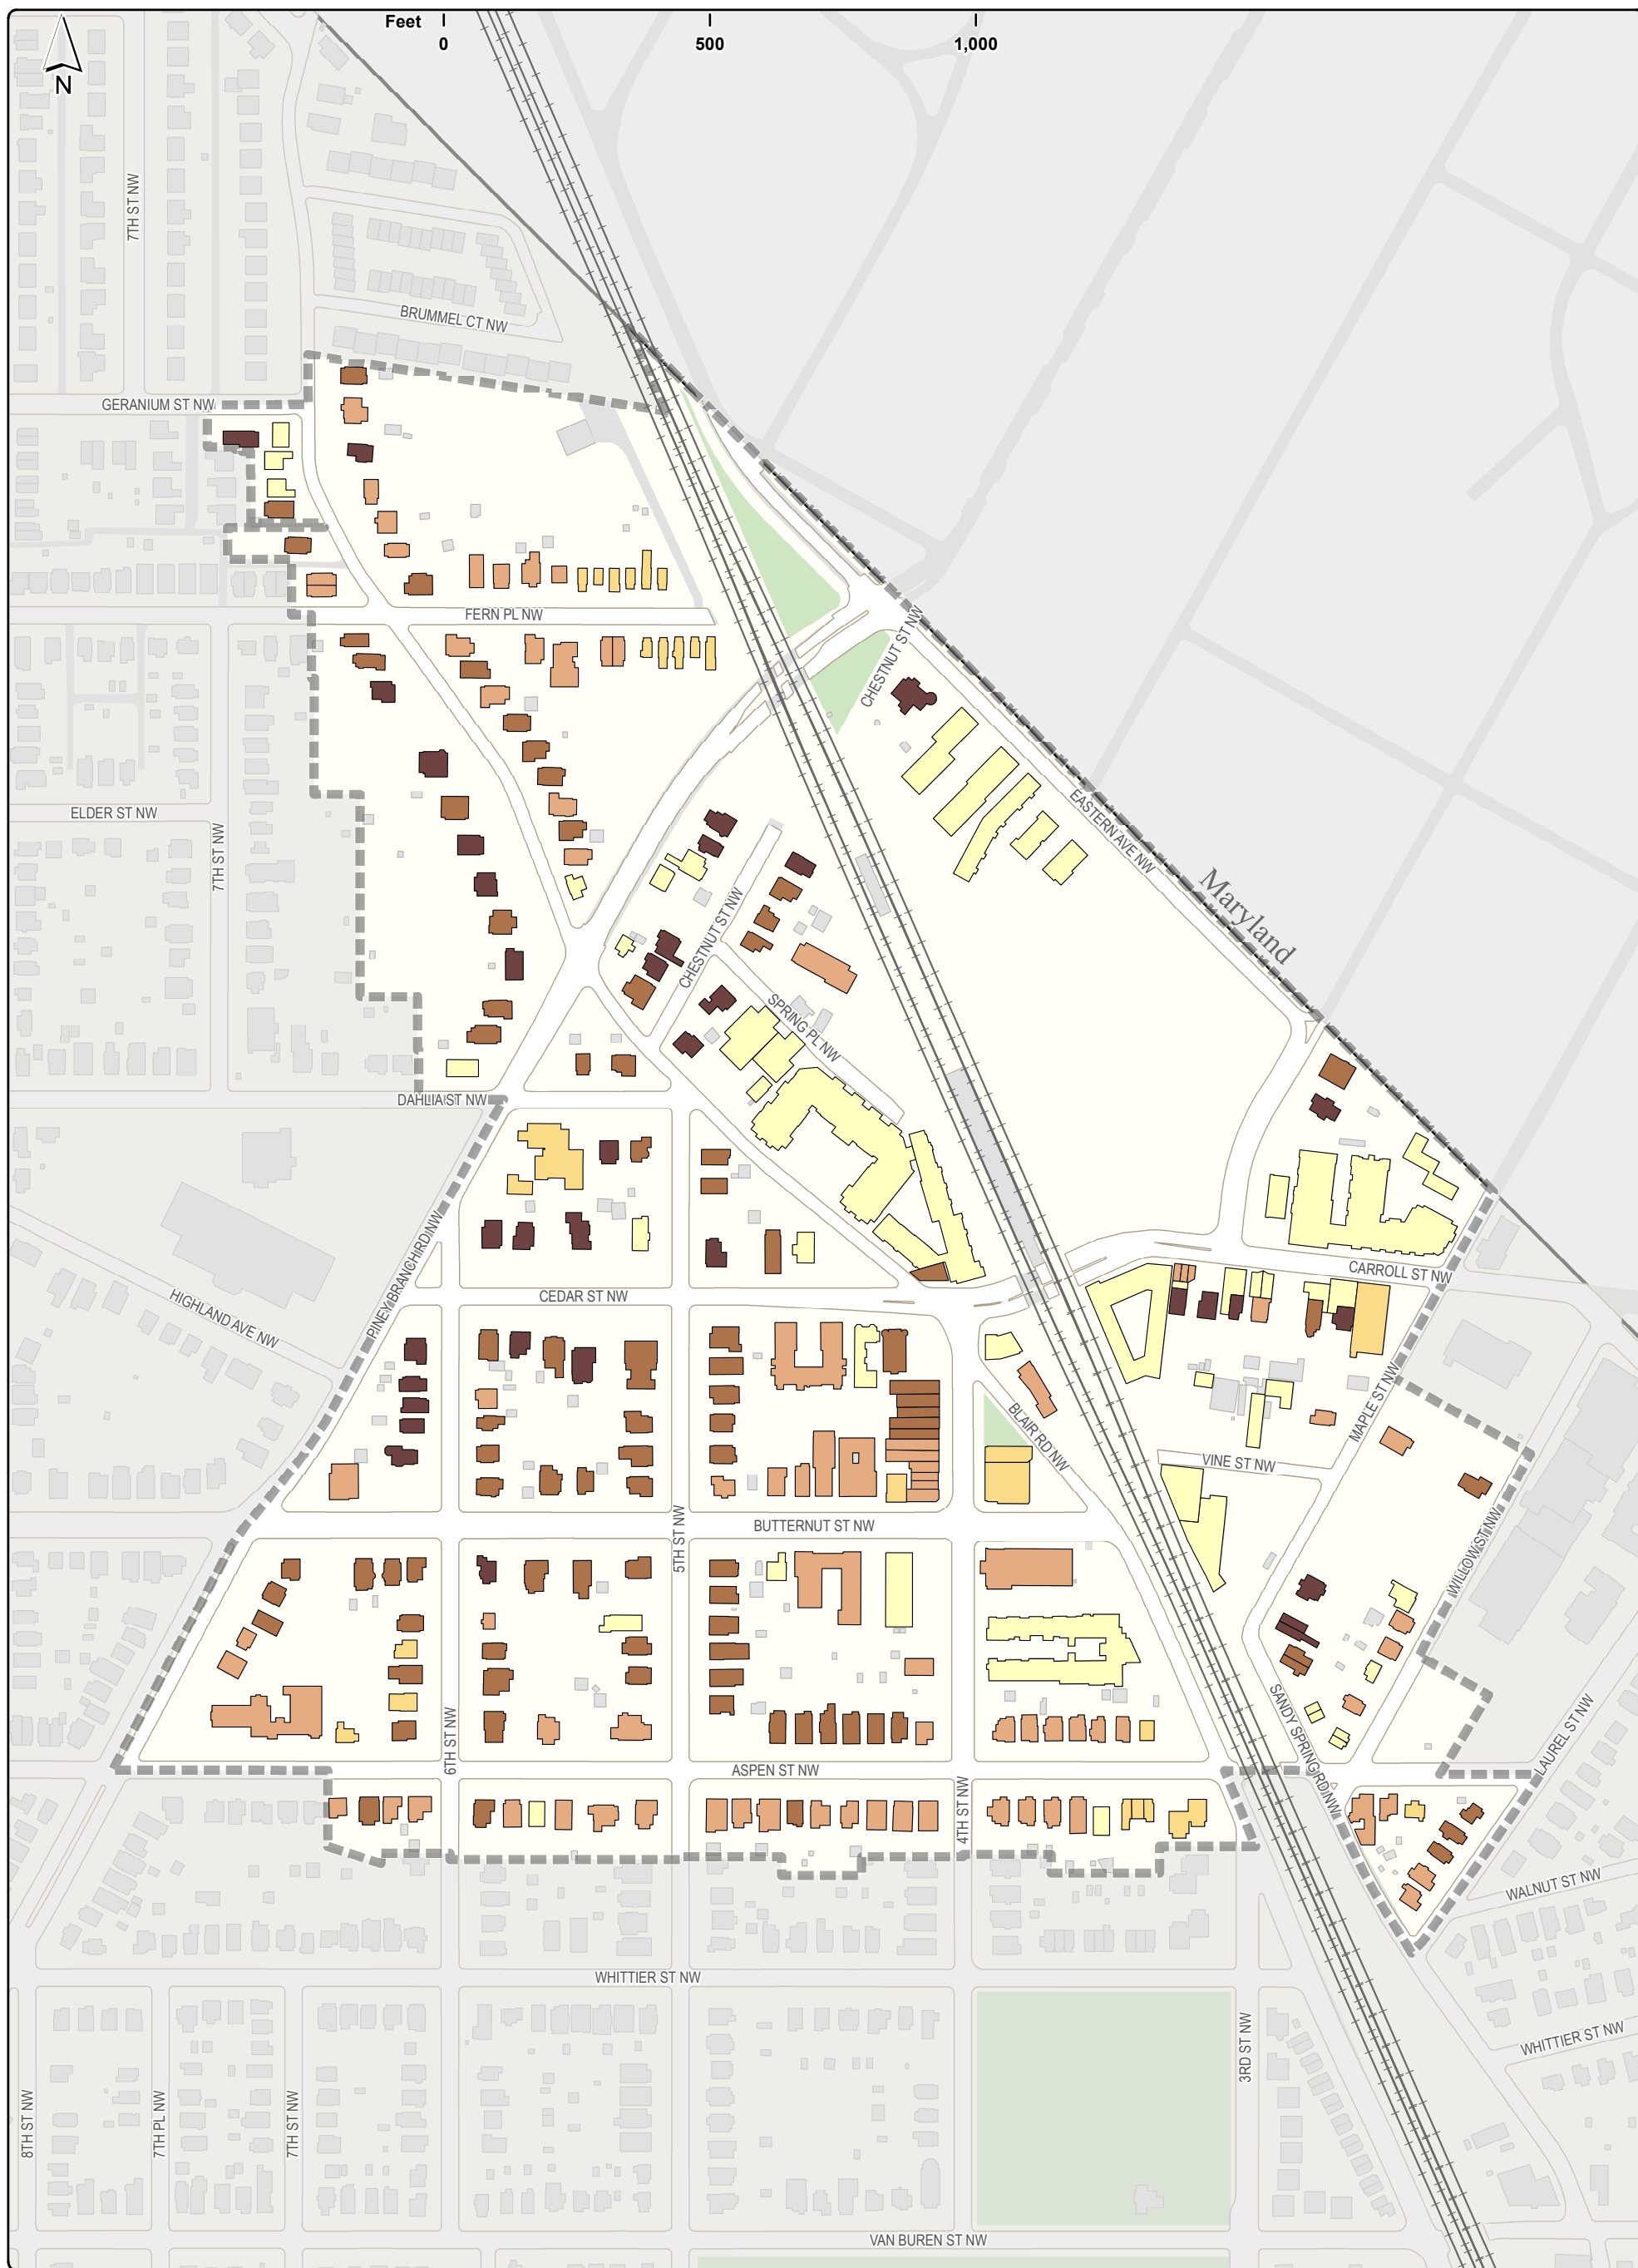 Feet
0 500 1,000
N
7TH ST NW
BRUMMEL CT NW
GERANIUM ST NW
FERN PL NW
CHESTNUT ST NW
ELDER ST NW
7TH ST NW
EASTERN AVE NW
Maryland
CHESTNUT ST NW
SPRING PL NW
DAHLIA ST NW
PINEY BRANCH RD NW
HIGHLAND AVE NW
CEDAR ST NW
CARROLL ST NW
MAPLE ST NW
BLAIR RD NW
VINE ST NW
5TH ST NW
BUTTERNUT ST NW
WILLOW ST NW
SANDY SPRING RD NW
LAUREL ST NW
6TH ST NW
ASPEN ST NW
4TH ST NW
WALNUT ST NW
WHITTIER ST NW
3RD ST NW
WHITTIER ST NW
8TH ST NW
7TH PL NW
7TH ST NW
VAN BUREN ST NW